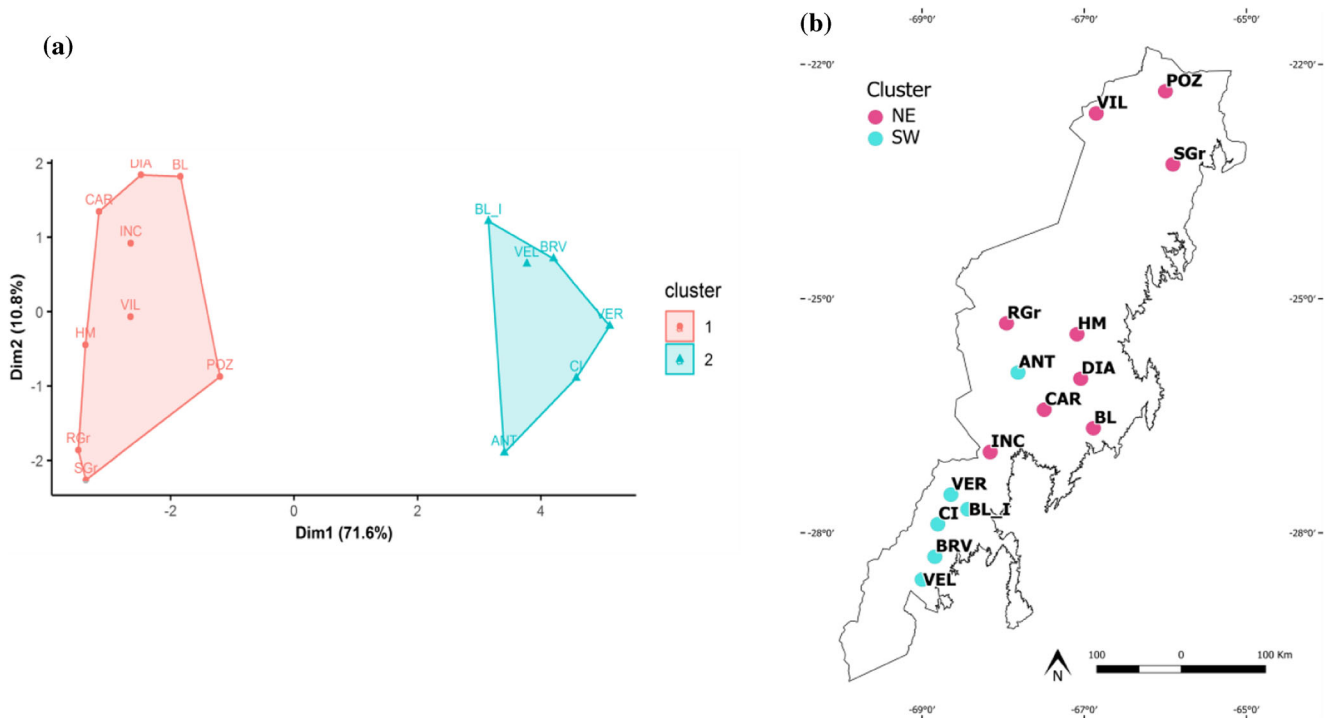 (a)
2
1
0
-1
-2
Dim2 (10.8%)
-2
0
2
4
Dim1 (71.6%)
DIA
BL
CAR
INC
VIL
HM
POZ
RGr
SGr
BL_I
VEL
BRV
VER
CI
ANT
cluster
1
2
(b)
-69°0'
-67°0'
-65°0'
-22°0'
-22°0'
-25°0'
-25°0'
-28°0'
-28°0'
-69°0'
-67°0'
-65°0'
Cluster
NE
SW
POZ
VIL
SGr
RGr
HM
ANT
DIA
CAR
BL
INC
VER
BL_I
CI
BRV
VEL
N
100 0 100 Km